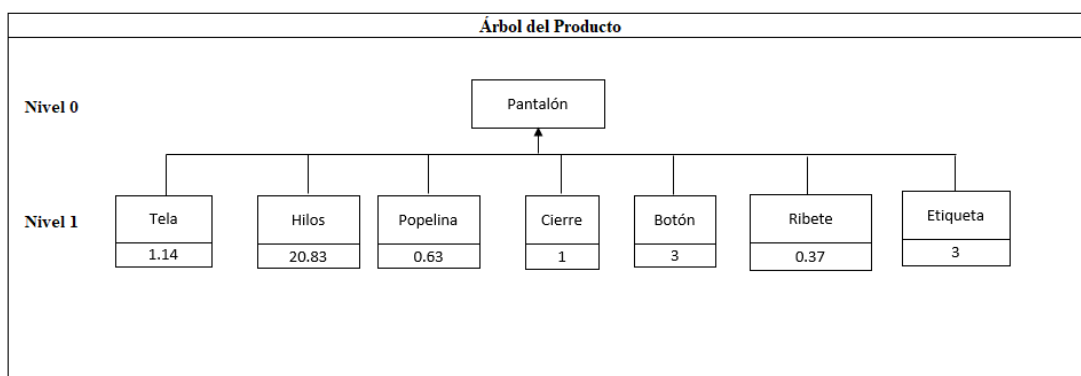 Árbol del Producto
Nivel 0
Pantalón
Nivel 1
Tela
Hilos
Popelina
Cierre
Botón
Ribete
Etiqueta
1.14
20.83
0.63
1
3
0.37
3